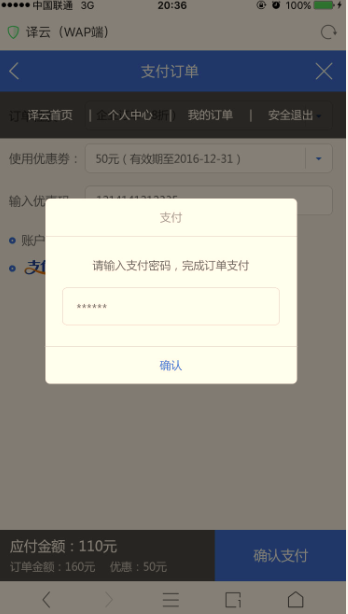 中国联通 3G 20:36 100%
译云（WAP端）
支付订单
译云首页 | 个人中心 | 我的订单 | 安全退出
使用优惠券： 50元（有效期至2016-12-31）
输入优惠码
账户
支付
请输入支付密码，完成订单支付
******
确认
应付金额：110元
订单金额：160元 优惠：50元
确认支付